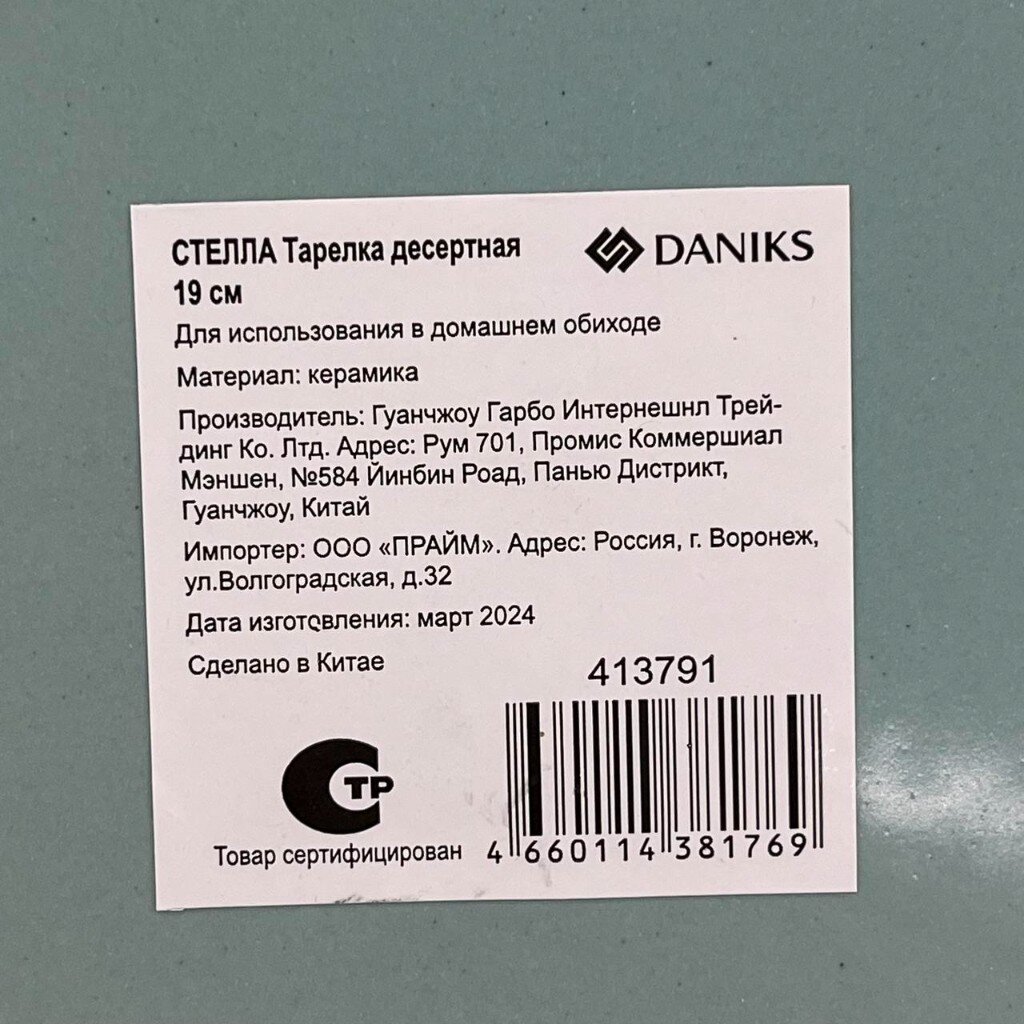 СТЕЛЛА Тарелка десертная
19 см
DANIKS
Для использования в домашнем обиходе
Материал: керамика
Производитель: Гуанчжоу Гарбо Интернешнл Трей-
динг Ко. Лтд. Адрес: Рум 701, Промис Коммершиал
Мэншен, №584 Йинбин Роад, Панью Дистрикт,
Гуанчжоу, Китай
Импортер: ООО «ПРАЙМ». Адрес: Россия, г. Воронеж,
ул.Волгоградская, д.32
Дата изготовления: март 2024
Сделано в Китае
413791
СТР
Товар сертифицирован
4 660114 381769